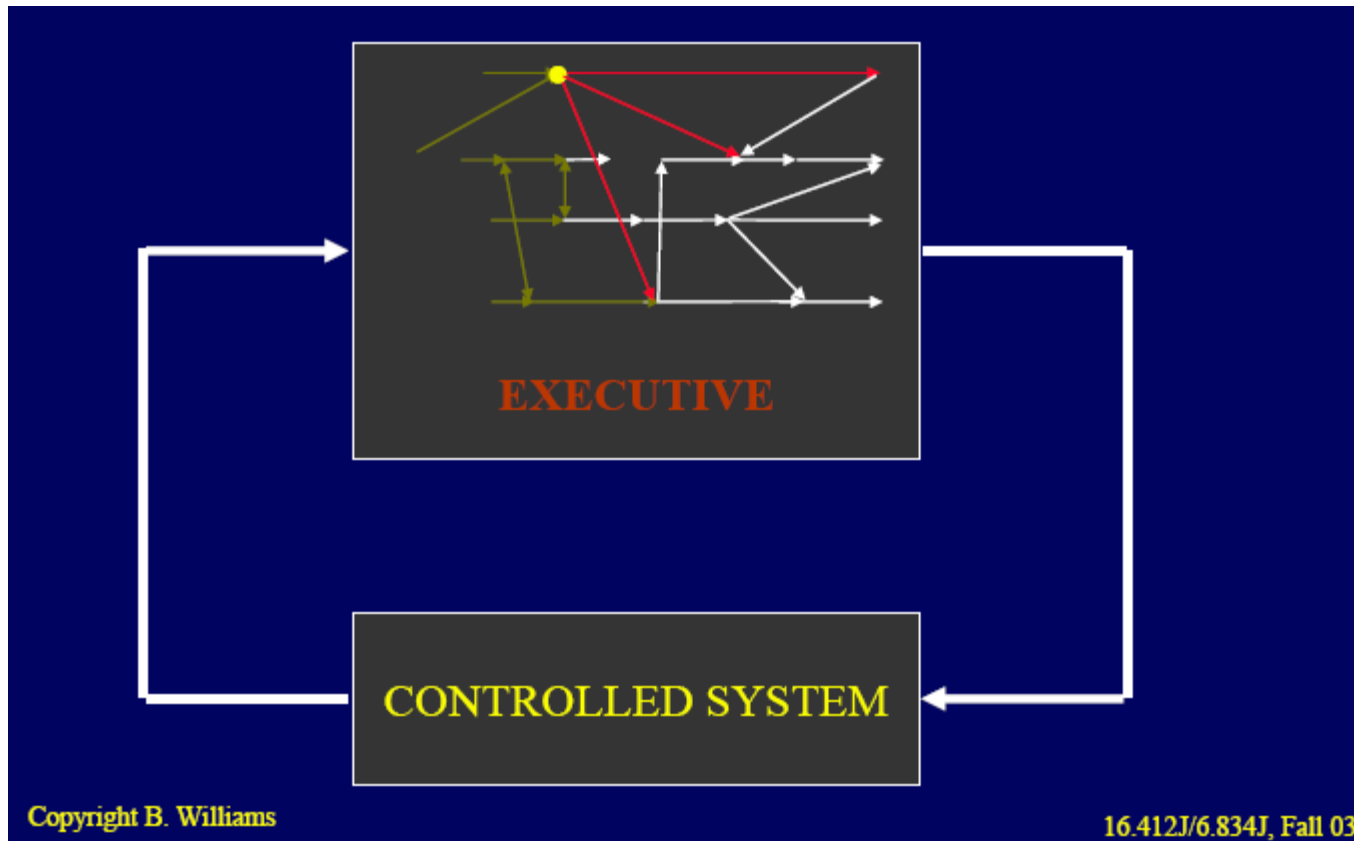 EXECUTIVE
CONTROLLED SYSTEM
Copyright B. Williams
16.412J/6.834J, Fall 03